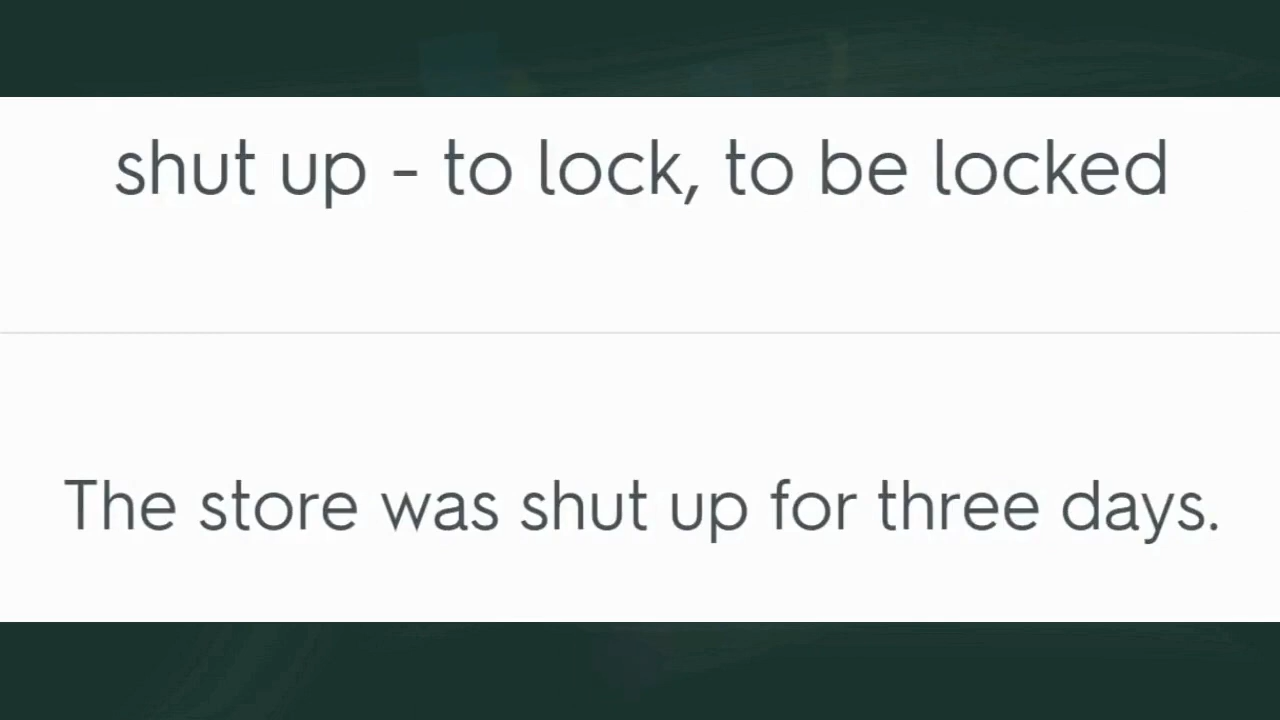 shut up - to lock, to be locked
The store was shut up for three days.